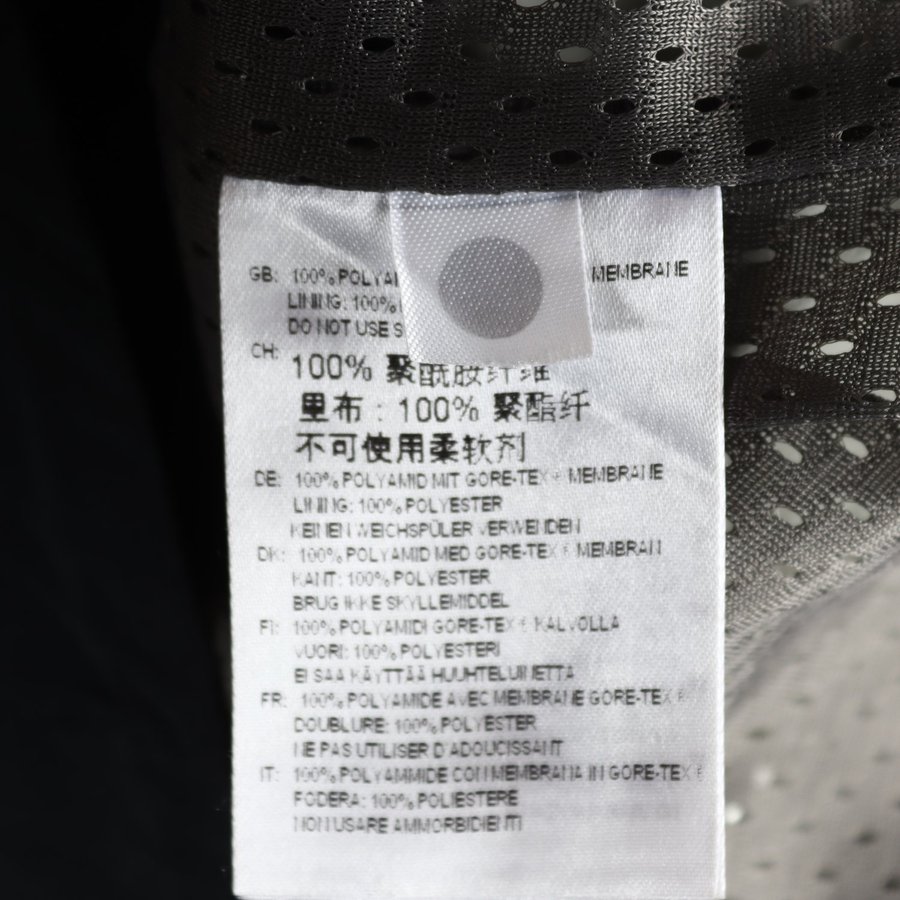 GB: 100% POLYA MEMBRANE
LINING: 100%
DO NOT USE S
CH: 100% 聚酰胺纤维
里布：100% 聚酯纤
不可使用柔软剂
DE: 100% POLYAMID MIT GORE-TEX® MEMBRANE
LINING: 100% POLYESTER
KEINEN WEICHSPÜLER VERWENDEN
DK: 100% POLYAMID MED GORE-TEX® MEMBRAN
KANT: 100% POLYESTER
BRUG IKKE SKYLLEMIDDEL
FI: 100% POLYAMIDI GORE-TEX® KALVOLLA
VUORI: 100% POLYESTERI
EI SAA KÄYTTÄÄ HUUHTELUNETTA
FR: 100% POLYAMIDE AVEC MEMBRANE GORE-TEX®
DOUBLURE: 100% POLYESTER
NE PAS UTILISER D'ADOUCISSANT
IT: 100% POLYAMMIDE CON MEMBRANA IN GORE-TEX®
FODERA: 100% POLIESTERE
NON USARE AMMORBIDENTI